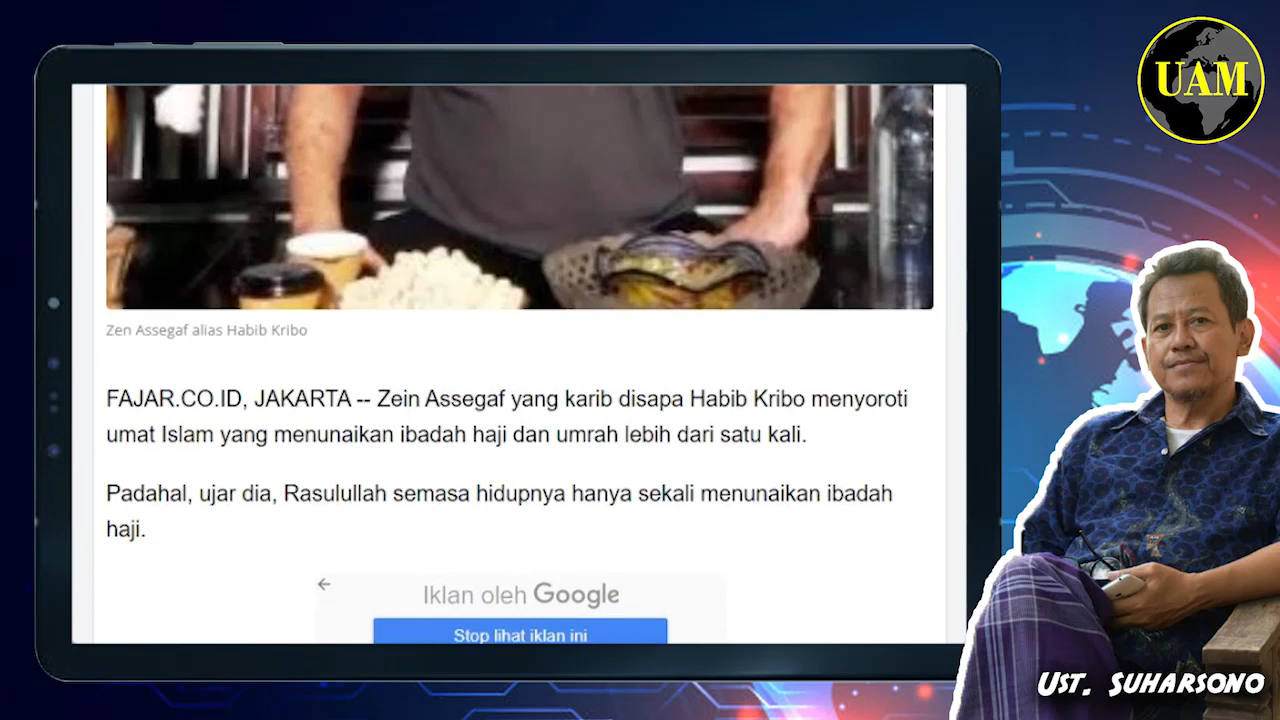 UAM
Zen Assegaf alias Habib Kribo
FAJAR.CO.ID, JAKARTA -- Zein Assegaf yang karib disapa Habib Kribo menyoroti
umat Islam yang menunaikan ibadah haji dan umrah lebih dari satu kali.
Padahal, ujar dia, Rasulullah semasa hidupnya hanya sekali menunaikan ibadah
haji.
Iklan oleh Google
Stop lihat iklan ini
UST. SUHARSONO